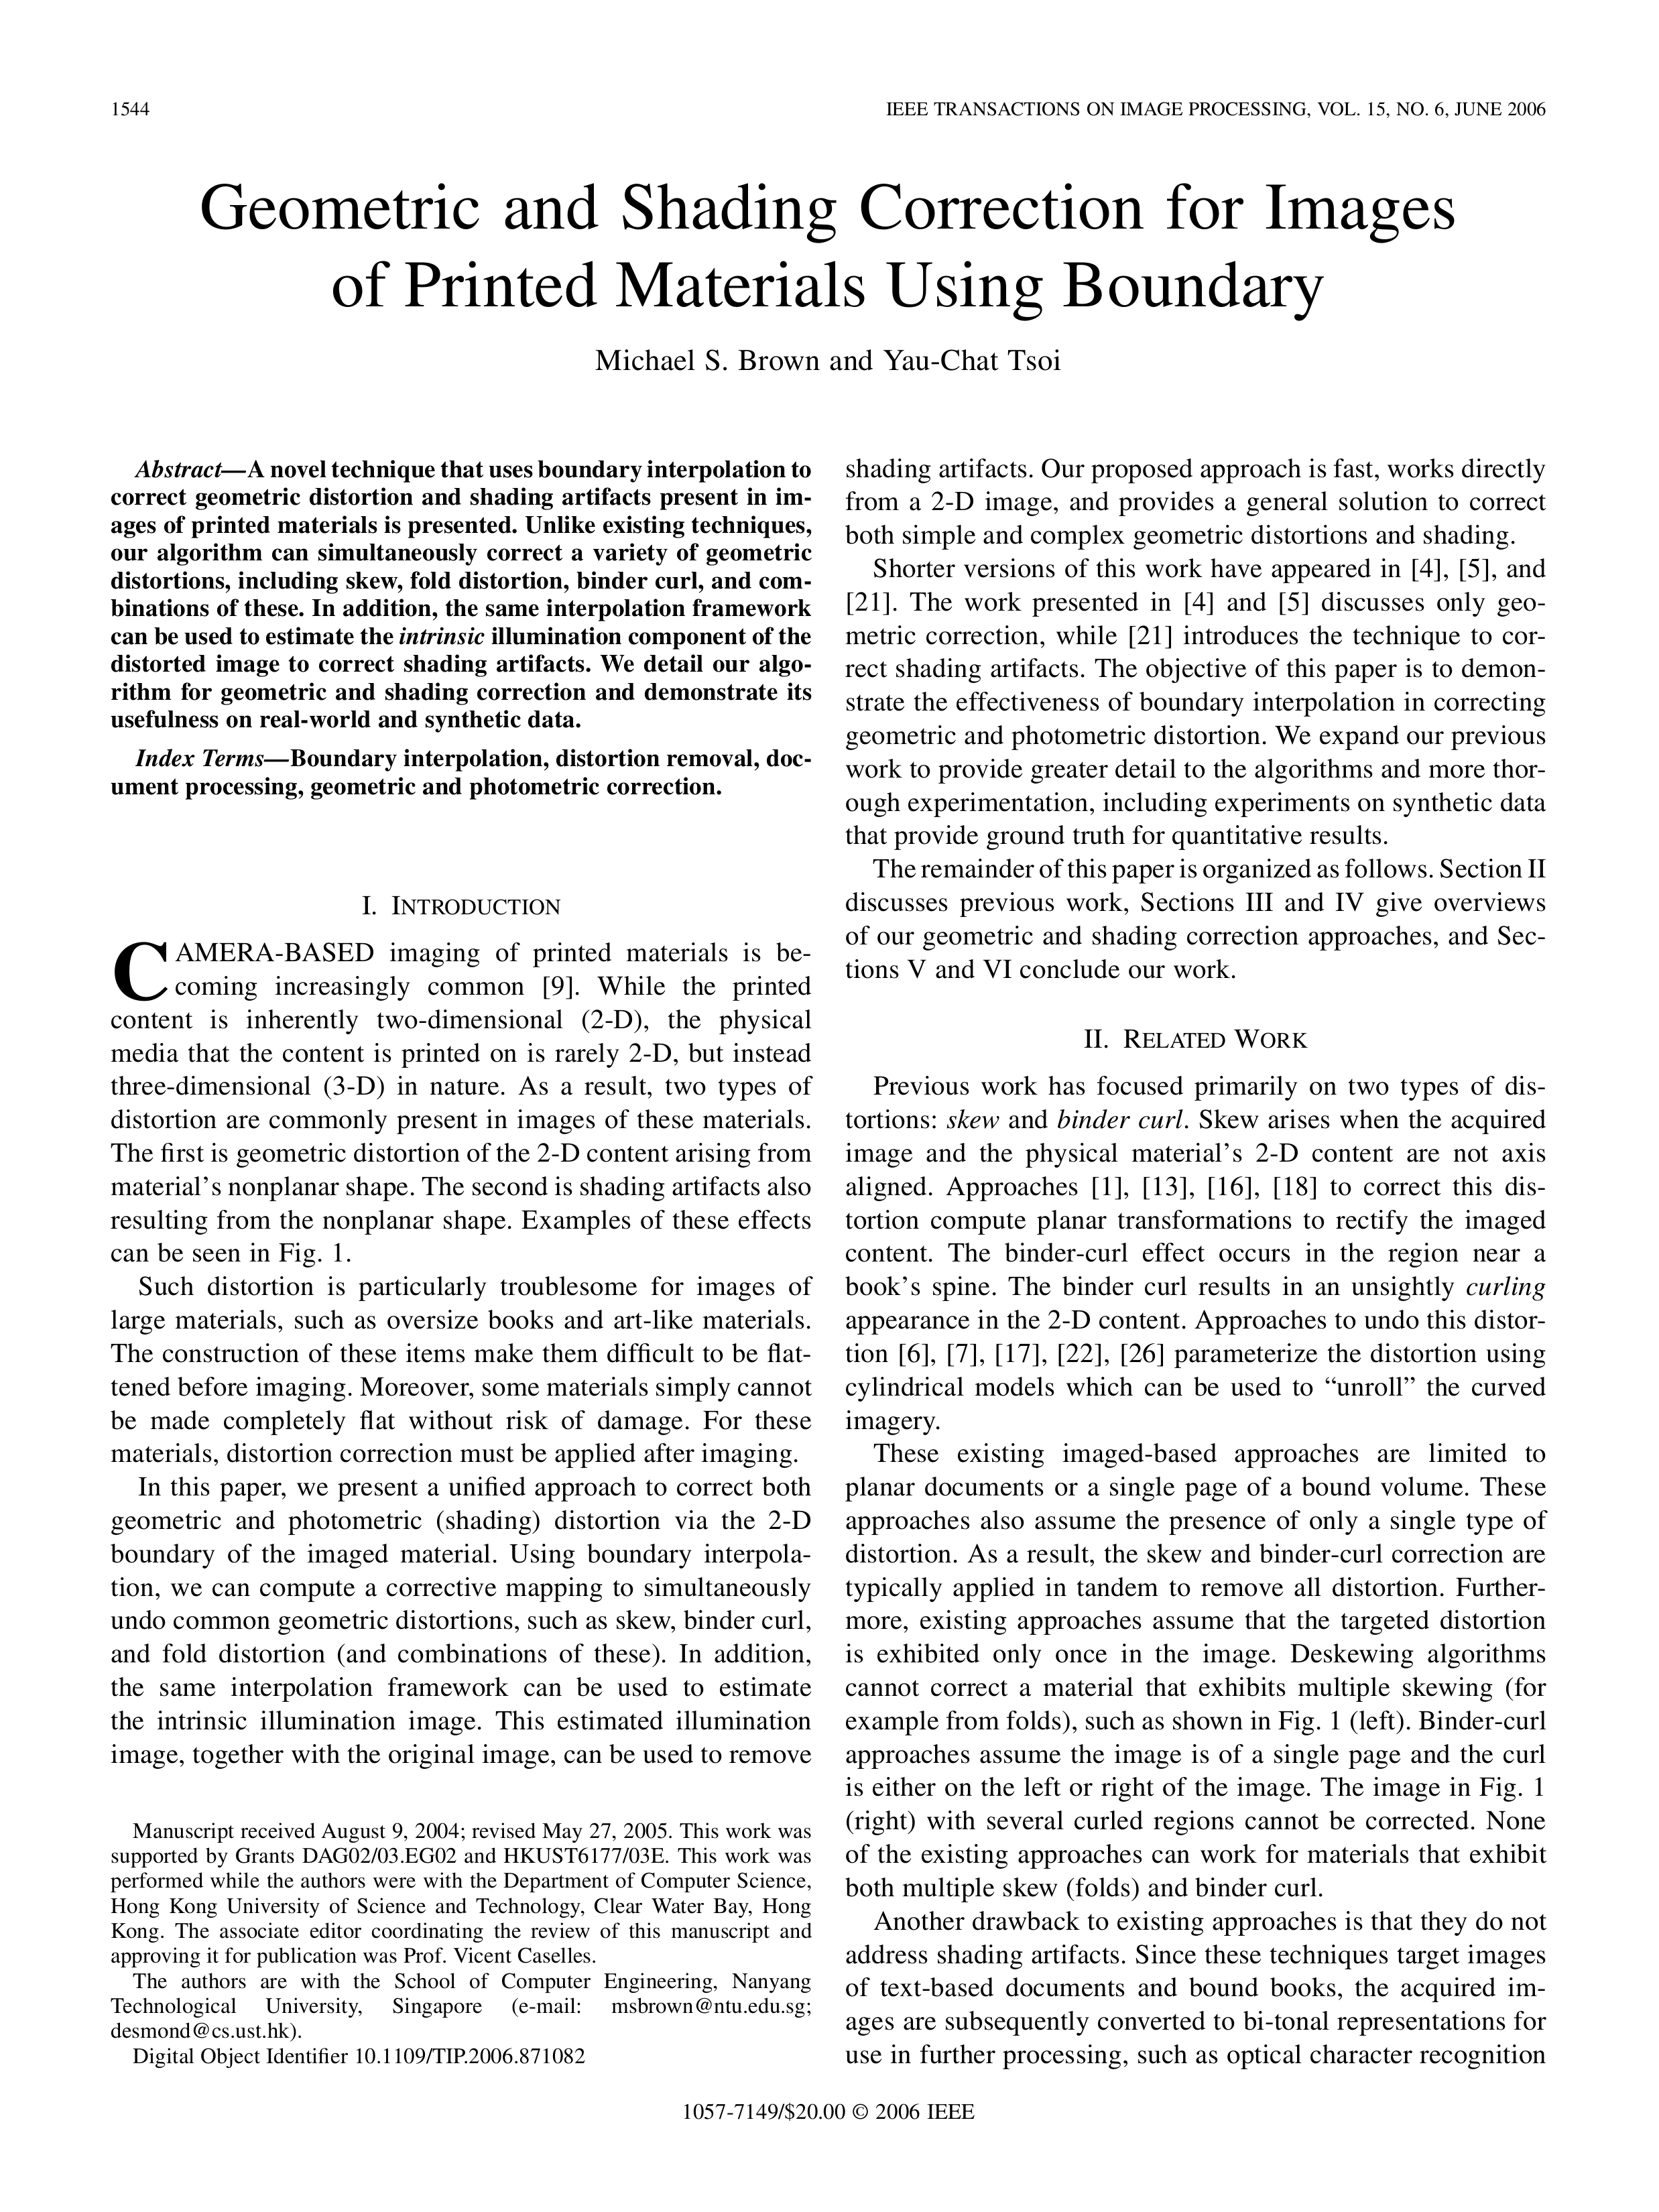 1544
IEEE TRANSACTIONS ON IMAGE PROCESSING, VOL. 15, NO. 6, JUNE 2006
Geometric and Shading Correction for Images
of Printed Materials Using Boundary
Michael S. Brown and Yau-Chat Tsoi
Abstract—A novel technique that uses boundary interpolation to
correct geometric distortion and shading artifacts present in im-
ages of printed materials is presented. Unlike existing techniques,
our algorithm can simultaneously correct a variety of geometric
distortions, including skew, fold distortion, binder curl, and com-
binations of these. In addition, the same interpolation framework
can be used to estimate the intrinsic illumination component of the
distorted image to correct shading artifacts. We detail our algo-
rithm for geometric and shading correction and demonstrate its
usefulness on real-world and synthetic data.
Index Terms—Boundary interpolation, distortion removal, doc-
ument processing, geometric and photometric correction.
I. INTRODUCTION
CAMERA-BASED imaging of printed materials is be-
coming increasingly common [9]. While the printed
content is inherently two-dimensional (2-D), the physical
media that the content is printed on is rarely 2-D, but instead
three-dimensional (3-D) in nature. As a result, two types of
distortion are commonly present in images of these materials.
The first is geometric distortion of the 2-D content arising from
material's nonplanar shape. The second is shading artifacts also
resulting from the nonplanar shape. Examples of these effects
can be seen in Fig. 1.
Such distortion is particularly troublesome for images of
large materials, such as oversize books and art-like materials.
The construction of these items make them difficult to be flat-
tened before imaging. Moreover, some materials simply cannot
be made completely flat without risk of damage. For these
materials, distortion correction must be applied after imaging.
In this paper, we present a unified approach to correct both
geometric and photometric (shading) distortion via the 2-D
boundary of the imaged material. Using boundary interpola-
tion, we can compute a corrective mapping to simultaneously
undo common geometric distortions, such as skew, binder curl,
and fold distortion (and combinations of these). In addition,
the same interpolation framework can be used to estimate
the intrinsic illumination image. This estimated illumination
image, together with the original image, can be used to remove
Manuscript received August 9, 2004; revised May 27, 2005. This work was
supported by Grants DAG02/03.EG02 and HKUST6177/03E. This work was
performed while the authors were with the Department of Computer Science,
Hong Kong University of Science and Technology, Clear Water Bay, Hong
Kong. The associate editor coordinating the review of this manuscript and
approving it for publication was Prof. Vicent Caselles.
The authors are with the School of Computer Engineering, Nanyang
Technological University, Singapore (e-mail: msbrown@ntu.edu.sg;
desmond@cs.ust.hk).
Digital Object Identifier 10.1109/TIP.2006.871082
shading artifacts. Our proposed approach is fast, works directly
from a 2-D image, and provides a general solution to correct
both simple and complex geometric distortions and shading.
Shorter versions of this work have appeared in [4], [5], and
[21]. The work presented in [4] and [5] discusses only geo-
metric correction, while [21] introduces the technique to cor-
rect shading artifacts. The objective of this paper is to demon-
strate the effectiveness of boundary interpolation in correcting
geometric and photometric distortion. We expand our previous
work to provide greater detail to the algorithms and more thor-
ough experimentation, including experiments on synthetic data
that provide ground truth for quantitative results.
The remainder of this paper is organized as follows. Section II
discusses previous work, Sections III and IV give overviews
of our geometric and shading correction approaches, and Sec-
tions V and VI conclude our work.
II. RELATED WORK
Previous work has focused primarily on two types of dis-
tortions: skew and binder curl. Skew arises when the acquired
image and the physical material's 2-D content are not axis
aligned. Approaches [1], [13], [16], [18] to correct this dis-
tortion compute planar transformations to rectify the imaged
content. The binder-curl effect occurs in the region near a
book's spine. The binder curl results in an unsightly curling
appearance in the 2-D content. Approaches to undo this distor-
tion [6], [7], [17], [22], [26] parameterize the distortion using
cylindrical models which can be used to “unroll” the curved
imagery.
These existing imaged-based approaches are limited to
planar documents or a single page of a bound volume. These
approaches also assume the presence of only a single type of
distortion. As a result, the skew and binder-curl correction are
typically applied in tandem to remove all distortion. Further-
more, existing approaches assume that the targeted distortion
is exhibited only once in the image. Deskewing algorithms
cannot correct a material that exhibits multiple skewing (for
example from folds), such as shown in Fig. 1 (left). Binder-curl
approaches assume the image is of a single page and the curl
is either on the left or right of the image. The image in Fig. 1
(right) with several curled regions cannot be corrected. None
of the existing approaches can work for materials that exhibit
both multiple skew (folds) and binder curl.
Another drawback to existing approaches is that they do not
address shading artifacts. Since these techniques target images
of text-based documents and bound books, the acquired im-
ages are subsequently converted to bi-tonal representations for
use in further processing, such as optical character recognition
1057-7149/$20.00 © 2006 IEEE